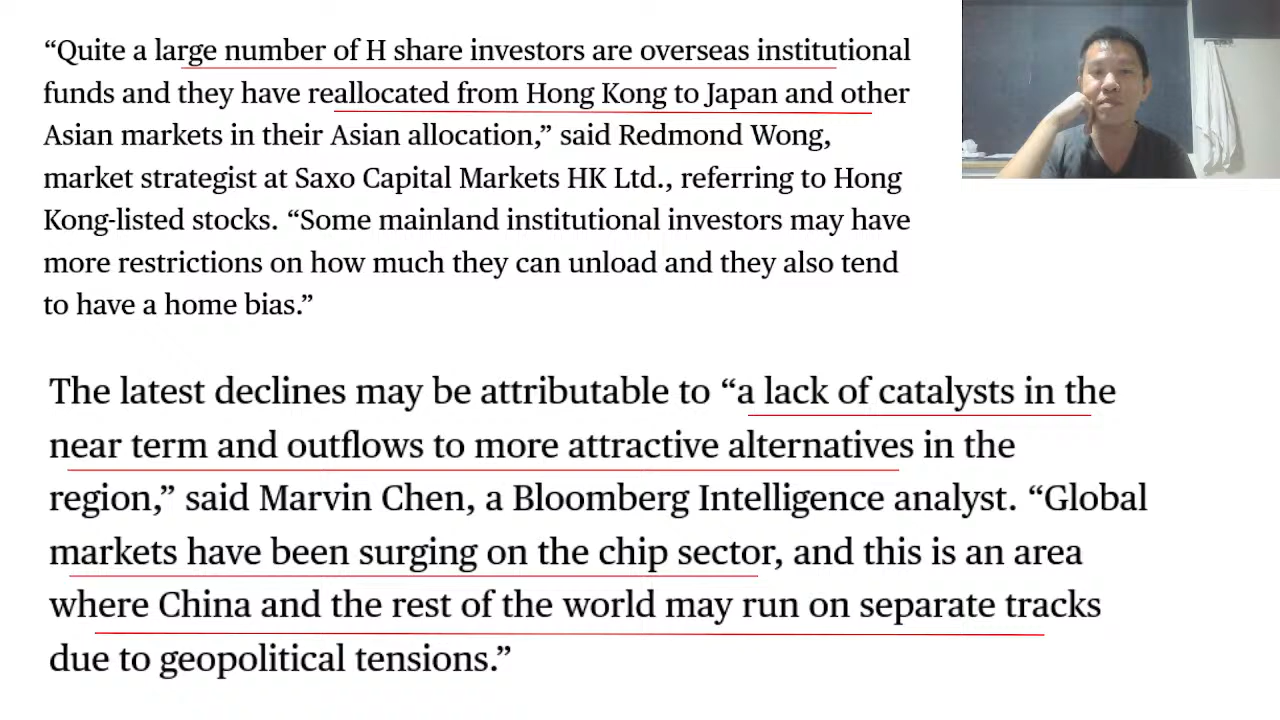 “Quite a large number of H share investors are overseas institutional
funds and they have reallocated from Hong Kong to Japan and other
Asian markets in their Asian allocation,” said Redmond Wong,
market strategist at Saxo Capital Markets HK Ltd., referring to Hong
Kong-listed stocks. “Some mainland institutional investors may have
more restrictions on how much they can unload and they also tend
to have a home bias.”
The latest declines may be attributable to “a lack of catalysts in the
near term and outflows to more attractive alternatives in the
region,” said Marvin Chen, a Bloomberg Intelligence analyst. “Global
markets have been surging on the chip sector, and this is an area
where China and the rest of the world may run on separate tracks
due to geopolitical tensions.”